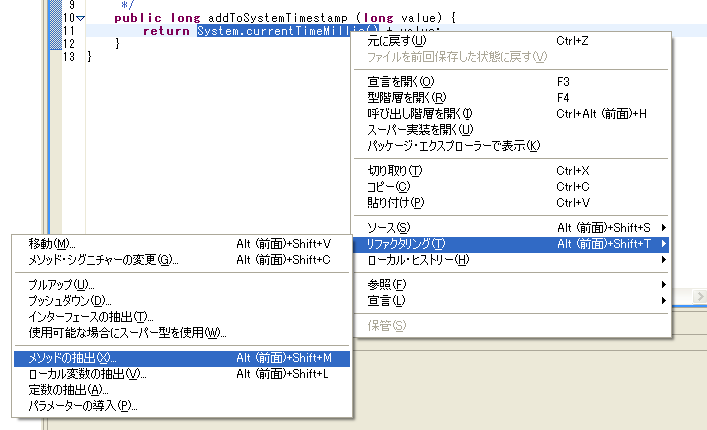 9 */
10 public long addToSystemTimestamp (long value) {
11 return System.currentTimeMillis() + value;
12 }
13 }
元に戻す(U) Ctrl+Z
ファイルを前回保存した状態に戻す(V)
宣言を開く(O) F3
型階層を開く(R) F4
呼び出し階層を開く(I) Ctrl+Alt (前面)+H
スーパー実装を開く(U)
パッケージ・エクスプローラーで表示(K)
切り取り(T) Ctrl+X
コピー(C) Ctrl+C
貼り付け(P) Ctrl+V
ソース(S) Alt (前面)+Shift+S
リファクタリング(T) Alt (前面)+Shift+T
ローカル・ヒストリー(H)
参照(F)
宣言(L)
保管(S)
移動(M)... Alt (前面)+Shift+V
メソッド・シグニチャーの変更(G)... Alt (前面)+Shift+C
プルアップ(U)...
プッシュダウン(D)...
インターフェースの抽出(T)...
使用可能な場合にスーパー型を使用(W)...
メソッドの抽出(X)... Alt (前面)+Shift+M
ローカル変数の抽出(V)... Alt (前面)+Shift+L
定数の抽出(A)...
パラメーターの導入(P)...